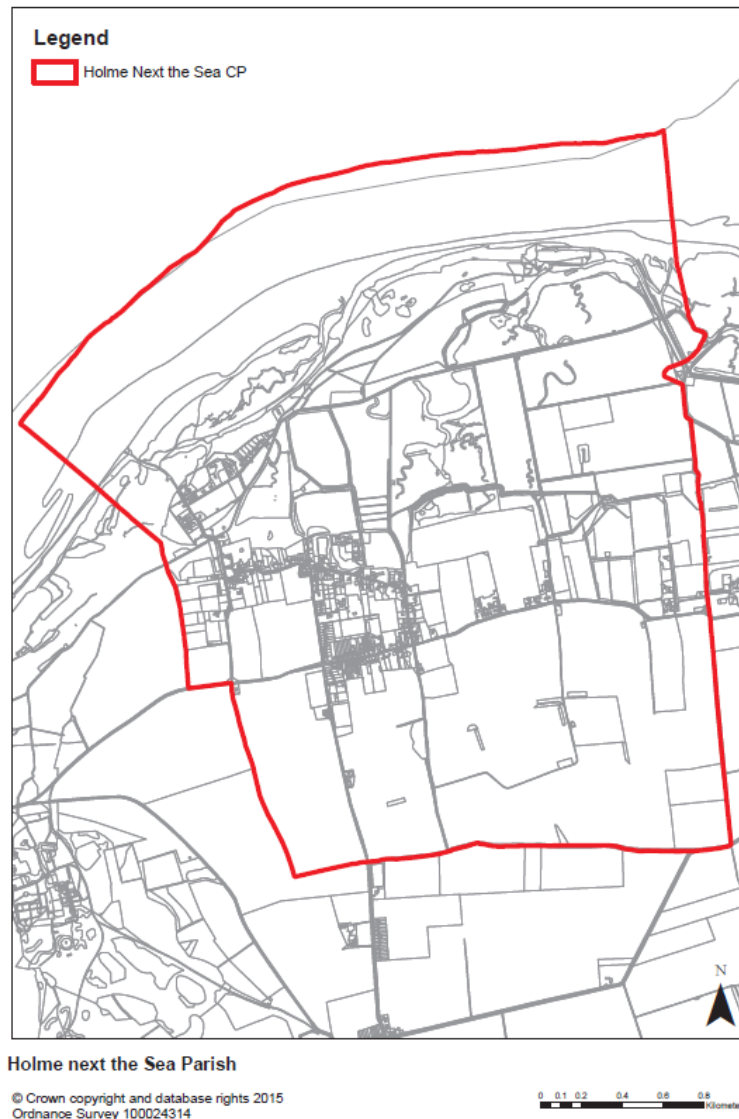 Legend
Holme Next the Sea CP
N
Holme next the Sea Parish
© Crown copyright and database rights 2015
Ordnance Survey 100024314
0 0.1 0.2 0.4 0.6 0.8